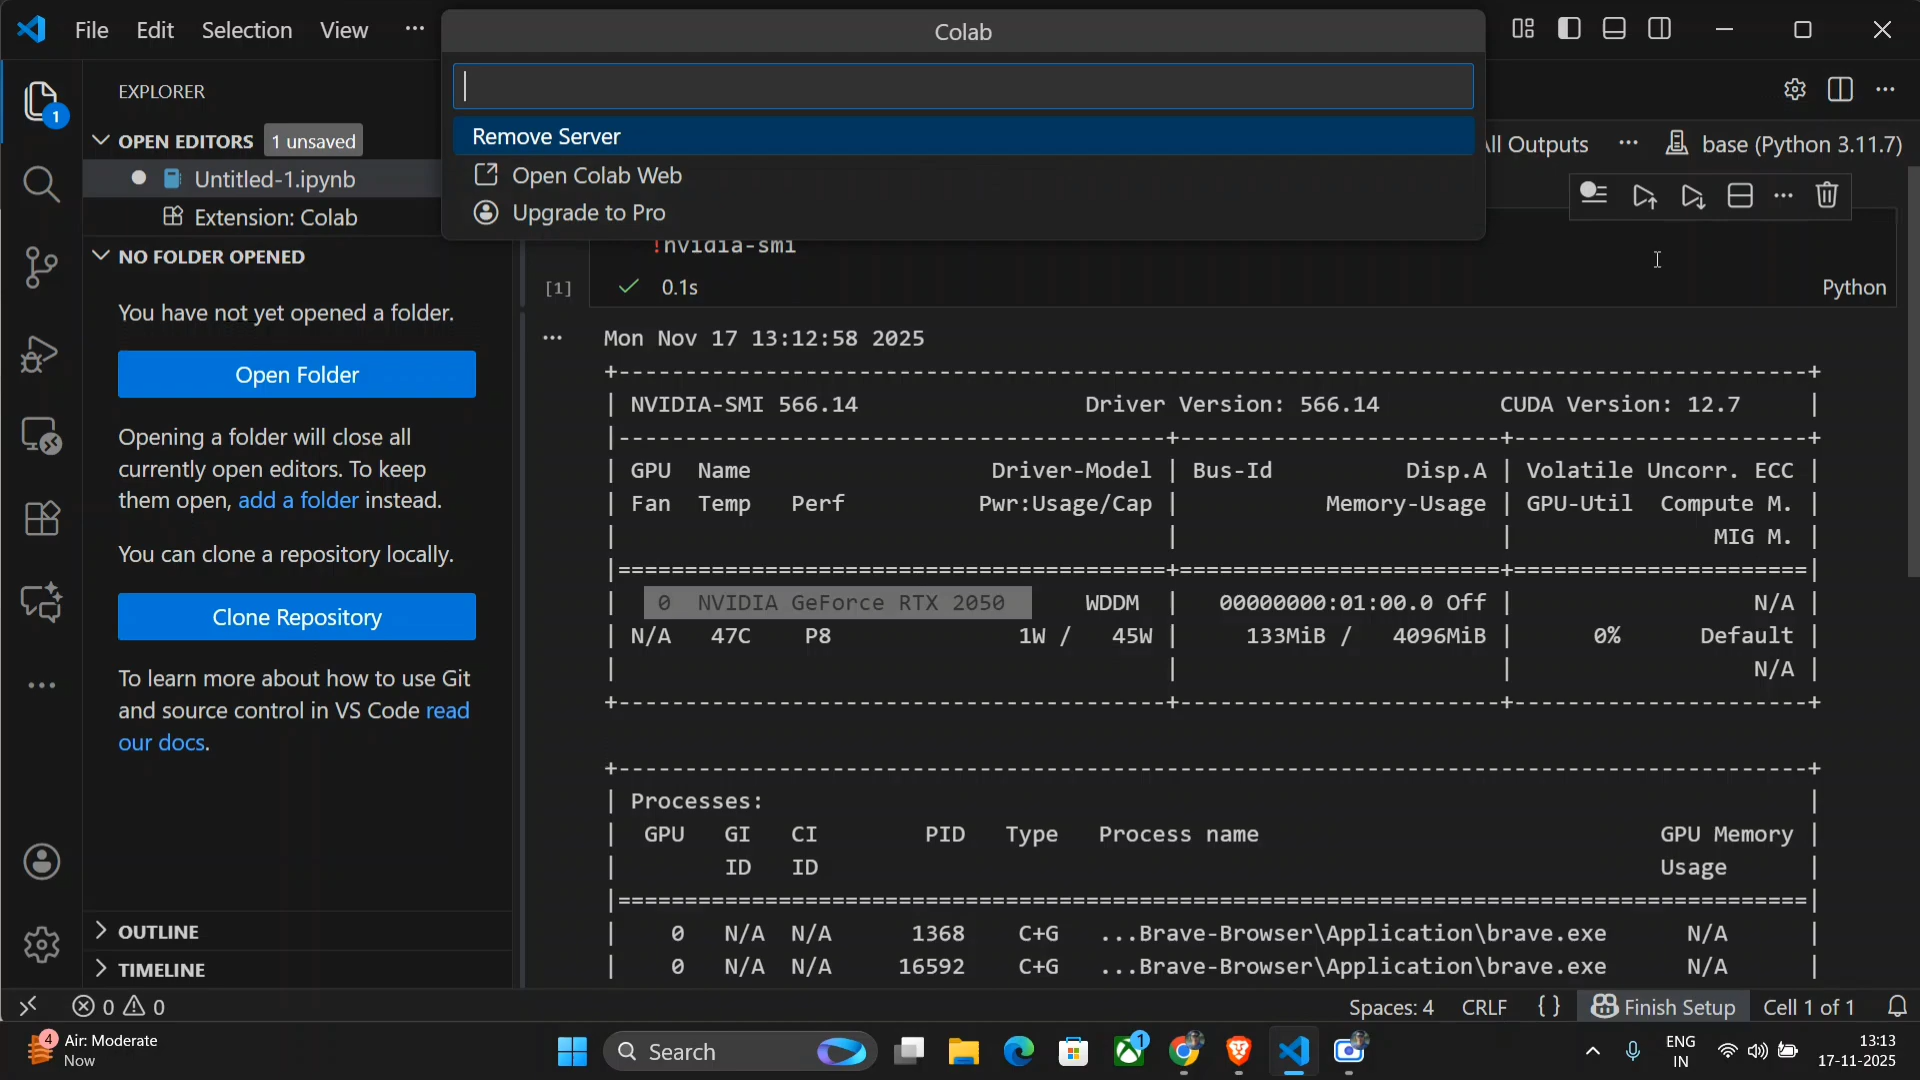 File Edit Selection View ···
Colab
Remove Server
Open Colab Web
Upgrade to Pro
EXPLORER
OPEN EDITORS 1 unsaved
Untitled-1.ipynb
Extension: Colab
NO FOLDER OPENED
You have not yet opened a folder.
Open Folder
Opening a folder will close all
currently open editors. To keep
them open, add a folder instead.
You can clone a repository locally.
Clone Repository
To learn more about how to use Git
and source control in VS Code read
our docs.
OUTLINE
TIMELINE
1
ll Outputs ··· base (Python 3.11.7)
!nvidia-smi
[1] 0.1s
Python
Mon Nov 17 13:12:58 2025
+-----------------------------------------------------------------------------------------+
| NVIDIA-SMI 566.14                 Driver Version: 566.14         CUDA Version: 12.7     |
|-----------------------------------------+------------------------+----------------------+
| GPU  Name                  Driver-Model | Bus-Id          Disp.A | Volatile Uncorr. ECC |
| Fan  Temp   Perf          Pwr:Usage/Cap |           Memory-Usage | GPU-Util  Compute M. |
|                                         |                        |               MIG M. |
|=========================================+========================+======================|
|   0  NVIDIA GeForce RTX 2050      WDDM  |   00000000:01:00.0 Off |                  N/A |
| N/A   47C    P8              1W /   45W |     133MiB /   4096MiB |      0%      Default |
|                                         |                        |                  N/A |
+-----------------------------------------+------------------------+----------------------+
+-----------------------------------------------------------------------------------------+
| Processes:                                                                              |
|  GPU   GI   CI        PID   Type   Process name                              GPU Memory |
|        ID   ID                                                               Usage      |
|=========================================================================================|
|    0   N/A  N/A      1368    C+G   ...Brave-Browser\Application\brave.exe      N/A      |
|    0   N/A  N/A     16592    C+G   ...Brave-Browser\Application\brave.exe      N/A      |
0 0
Spaces: 4 CRLF { } Finish Setup Cell 1 of 1
4 Air: Moderate
Now
Search
1
ENG
IN
13:13
17-11-2025